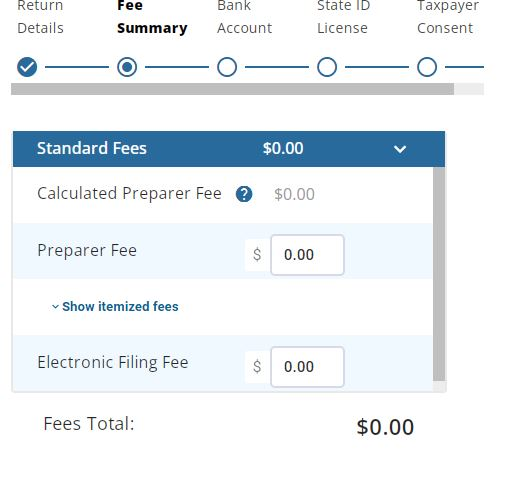 Return Details
Fee Summary
Bank Account
State ID License
Taxpayer Consent
Standard Fees $0.00
Calculated Preparer Fee ? $0.00
Preparer Fee $ 0.00
Show itemized fees
Electronic Filing Fee $ 0.00
Fees Total: $0.00